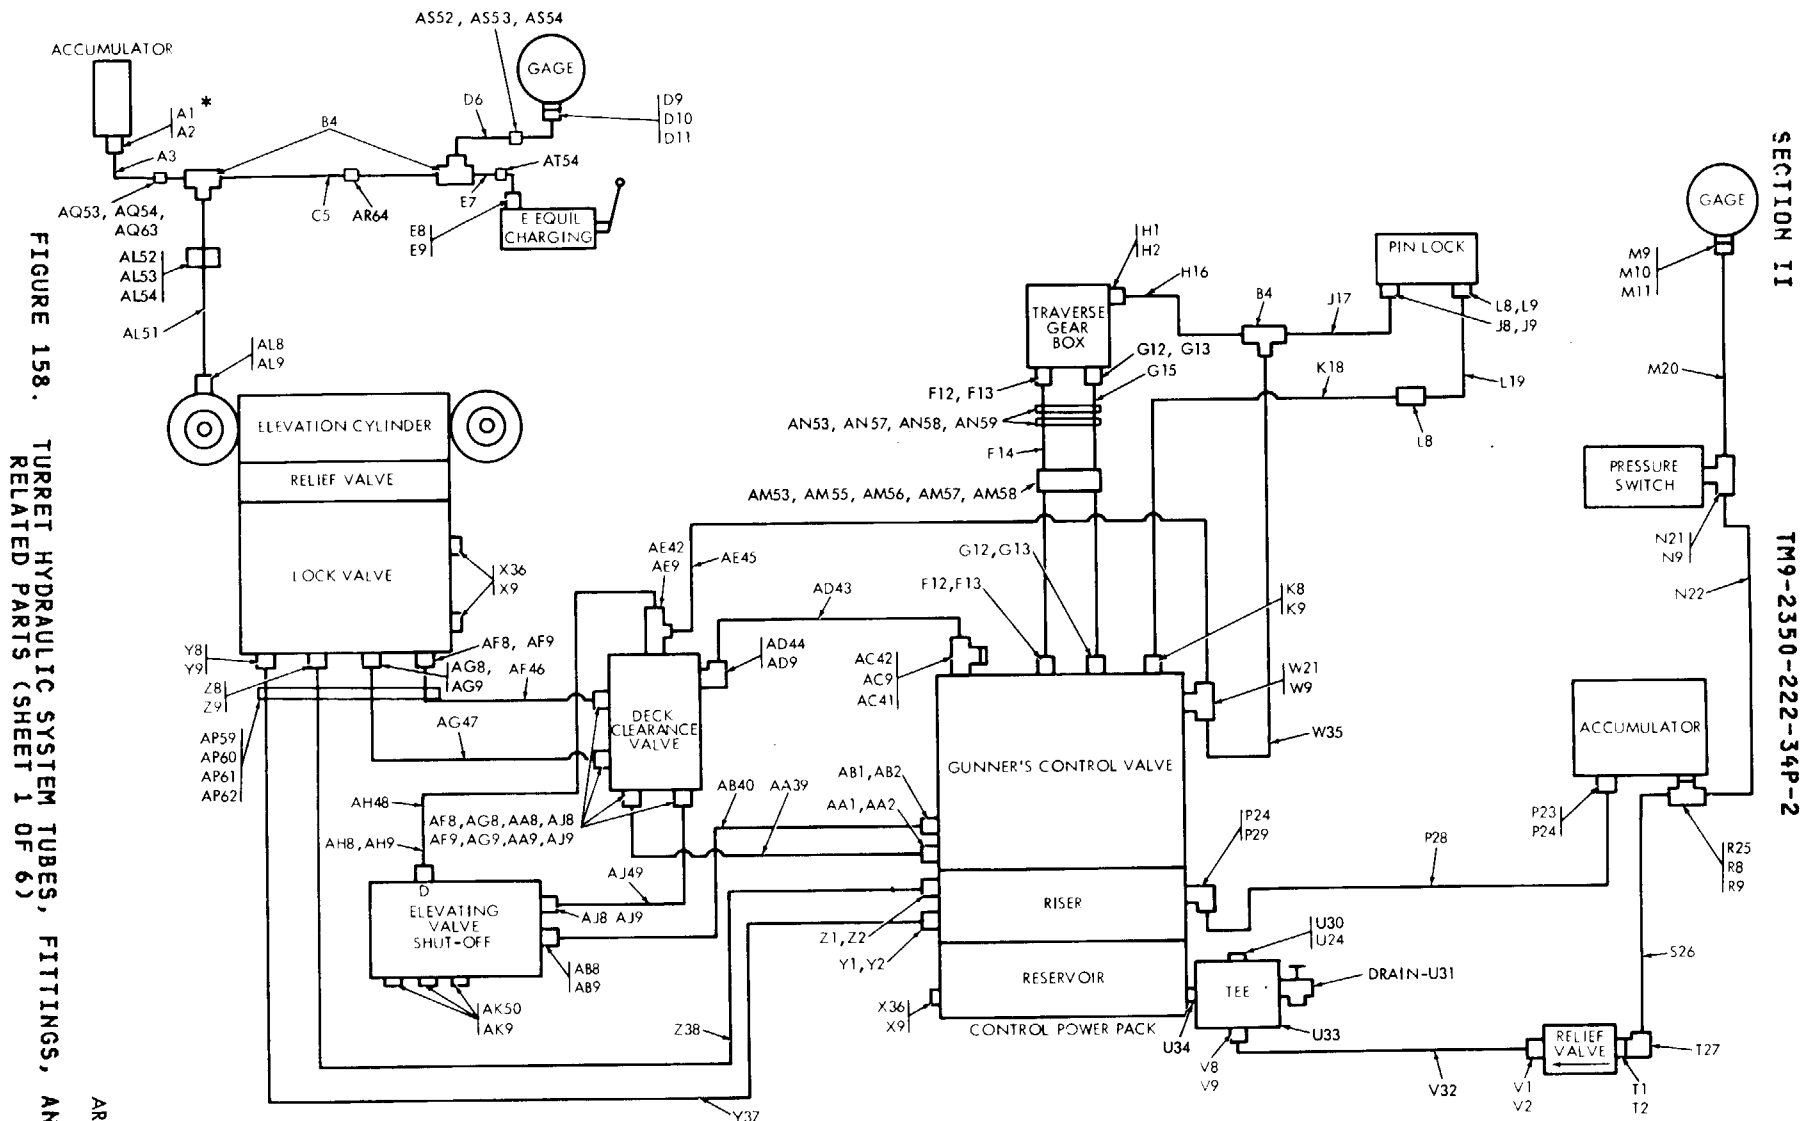 SECTION II
TM9-2350-222-34P-2
AS52, AS53, AS54
ACCUMULATOR
GAGE
A1 *
A2
A3
B4
D6
D9
D10
D11
AT54
AQ53, AQ54,
AQ63
C5
AR64
E7
E8
E9
E EQUIL
CHARGING
AL52
AL53
AL54
AL51
AL8
AL9
ELEVATION CYLINDER
RELIEF VALVE
LOCK VALVE
X36
X9
Y8
Y9
Z8
Z9
AF8, AF9
AG8,
AG9
AF46
AG47
AP59
AP60
AP61
AP62
H1
H2
H16
TRAVERSE
GEAR
BOX
B4
J17
PIN LOCK
L8, L9
J8, J9
G12, G13
G15
F12, F13
K18
L19
L8
AN53, AN57, AN58, AN59
F14
AM53, AM55, AM56, AM57, AM58
GAGE
M9
M10
M11
M20
PRESSURE
SWITCH
N21
N9
N22
AE42
AE9
AE45
G12, G13
F12, F13
K8
K9
AD43
AD44
AD9
AC42
AC9
AC41
W21
W9
W35
DECK
CLEARANCE
VALVE
GUNNER'S CONTROL VALVE
ACCUMULATOR
AH48
AF8, AG8, AA8, AJ8
AF9, AG9, AA9, AJ9
AB40
AA39
AB1, AB2
AA1, AA2
AH8, AH9
D
ELEVATING
VALVE
SHUT-OFF
AJ49
AJ8 AJ9
AB8
AB9
AK50
AK9
P24
P29
P28
P23
P24
R25
R8
R9
RISER
Z1, Z2
Y1, Y2
U30
U24
RESERVOIR
TEE
DRAIN-U31
S26
X36
X9
CONTROL POWER PACK
U34
U33
V8
V9
V32
RELIEF
VALVE
V1
V2
T1
T2
T27
Z38
Y37
FIGURE 158. TURRET HYDRAULIC SYSTEM TUBES, FITTINGS, AN
RELATED PARTS (SHEET 1 OF 6)
AR